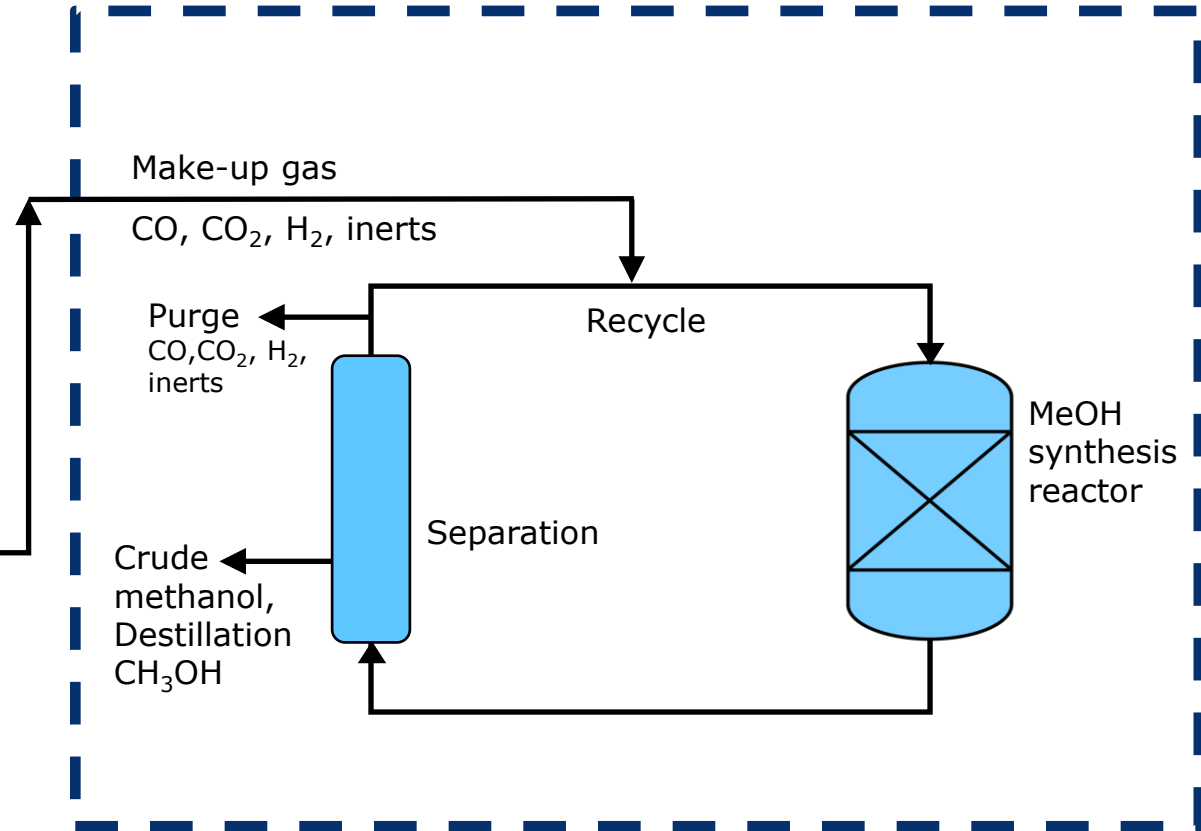 Make-up gas
CO, CO₂, H₂, inerts
Purge
CO,CO₂, H₂,
inerts
Recycle
MeOH
synthesis
reactor
Separation
Crude
methanol,
Destillation
CH₃OH